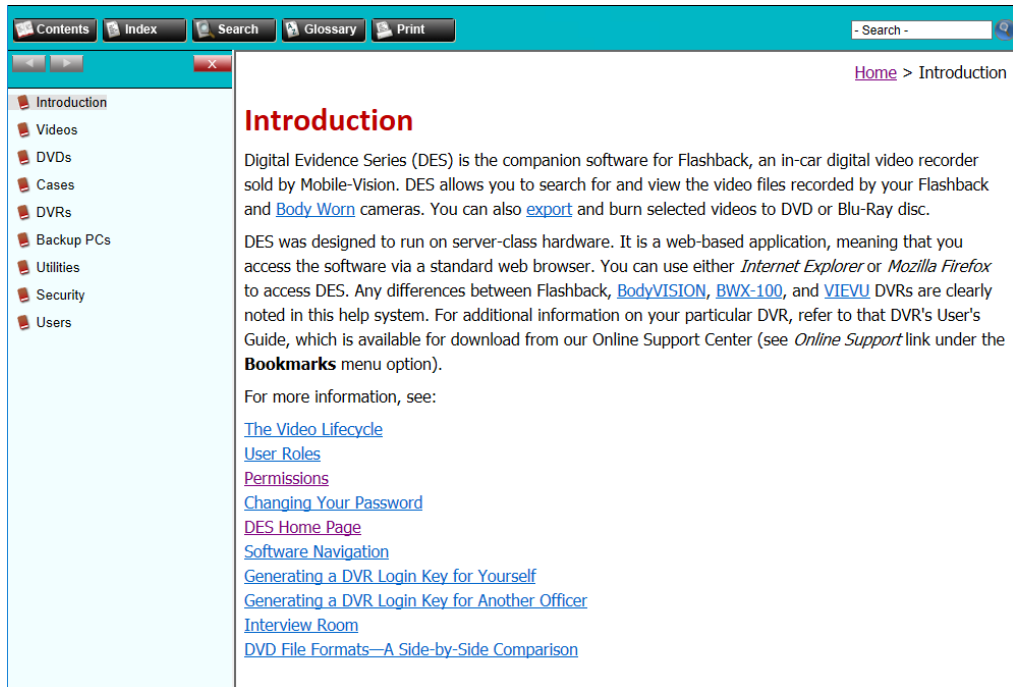 Contents Index Search Glossary Print
- Search -
Home > Introduction
Introduction
Videos
DVDs
Cases
DVRs
Backup PCs
Utilities
Security
Users
Introduction
Digital Evidence Series (DES) is the companion software for Flashback, an in-car digital video recorder
sold by Mobile-Vision. DES allows you to search for and view the video files recorded by your Flashback
and Body Worn cameras. You can also export and burn selected videos to DVD or Blu-Ray disc.
DES was designed to run on server-class hardware. It is a web-based application, meaning that you
access the software via a standard web browser. You can use either Internet Explorer or Mozilla Firefox
to access DES. Any differences between Flashback, BodyVISION, BWX-100, and VIEVU DVRs are clearly
noted in this help system. For additional information on your particular DVR, refer to that DVR's User's
Guide, which is available for download from our Online Support Center (see Online Support link under the
Bookmarks menu option).
For more information, see:
The Video Lifecycle
User Roles
Permissions
Changing Your Password
DES Home Page
Software Navigation
Generating a DVR Login Key for Yourself
Generating a DVR Login Key for Another Officer
Interview Room
DVD File Formats—A Side-by-Side Comparison